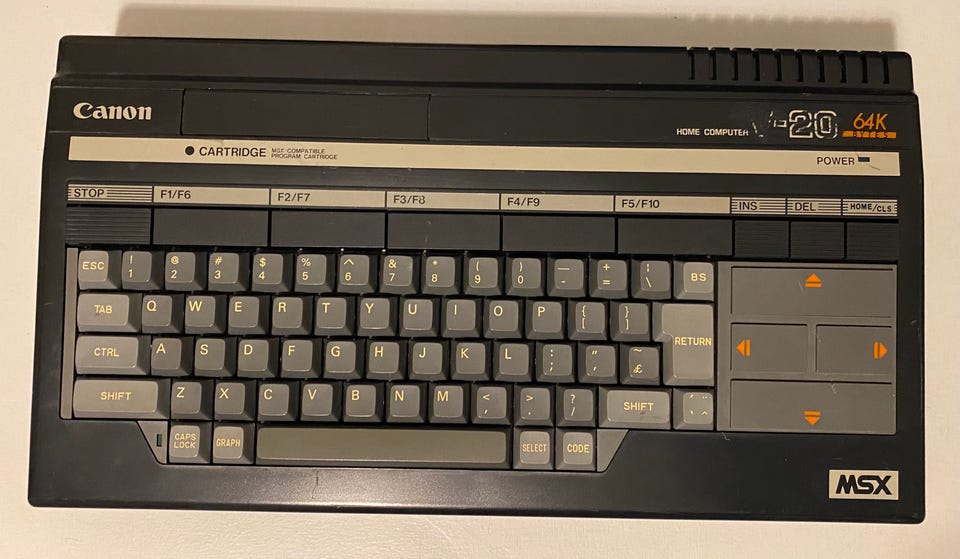 Canon
HOME COMPUTER V-20 64K
BYTES
● CARTRIDGE MSX-COMPATIBLE
PROGRAM CARTRIDGE
POWER
STOP F1/F6 F2/F7 F3/F8 F4/F9 F5/F10 INS DEL HOME/CLS
ESC ! 1 @ 2 # 3 $ 4 % 5 ^ 6 & 7 * 8 ( 9 ) 0 — - + = ¦ \ BS
TAB Q W E R T Y U I O P { [ } ] RETURN
CTRL A S D F G H J K L : ; " ' ~ £
SHIFT Z X C V B N M < , > . ? / SHIFT
CAPS LOCK GRAPH SELECT CODE
MSX